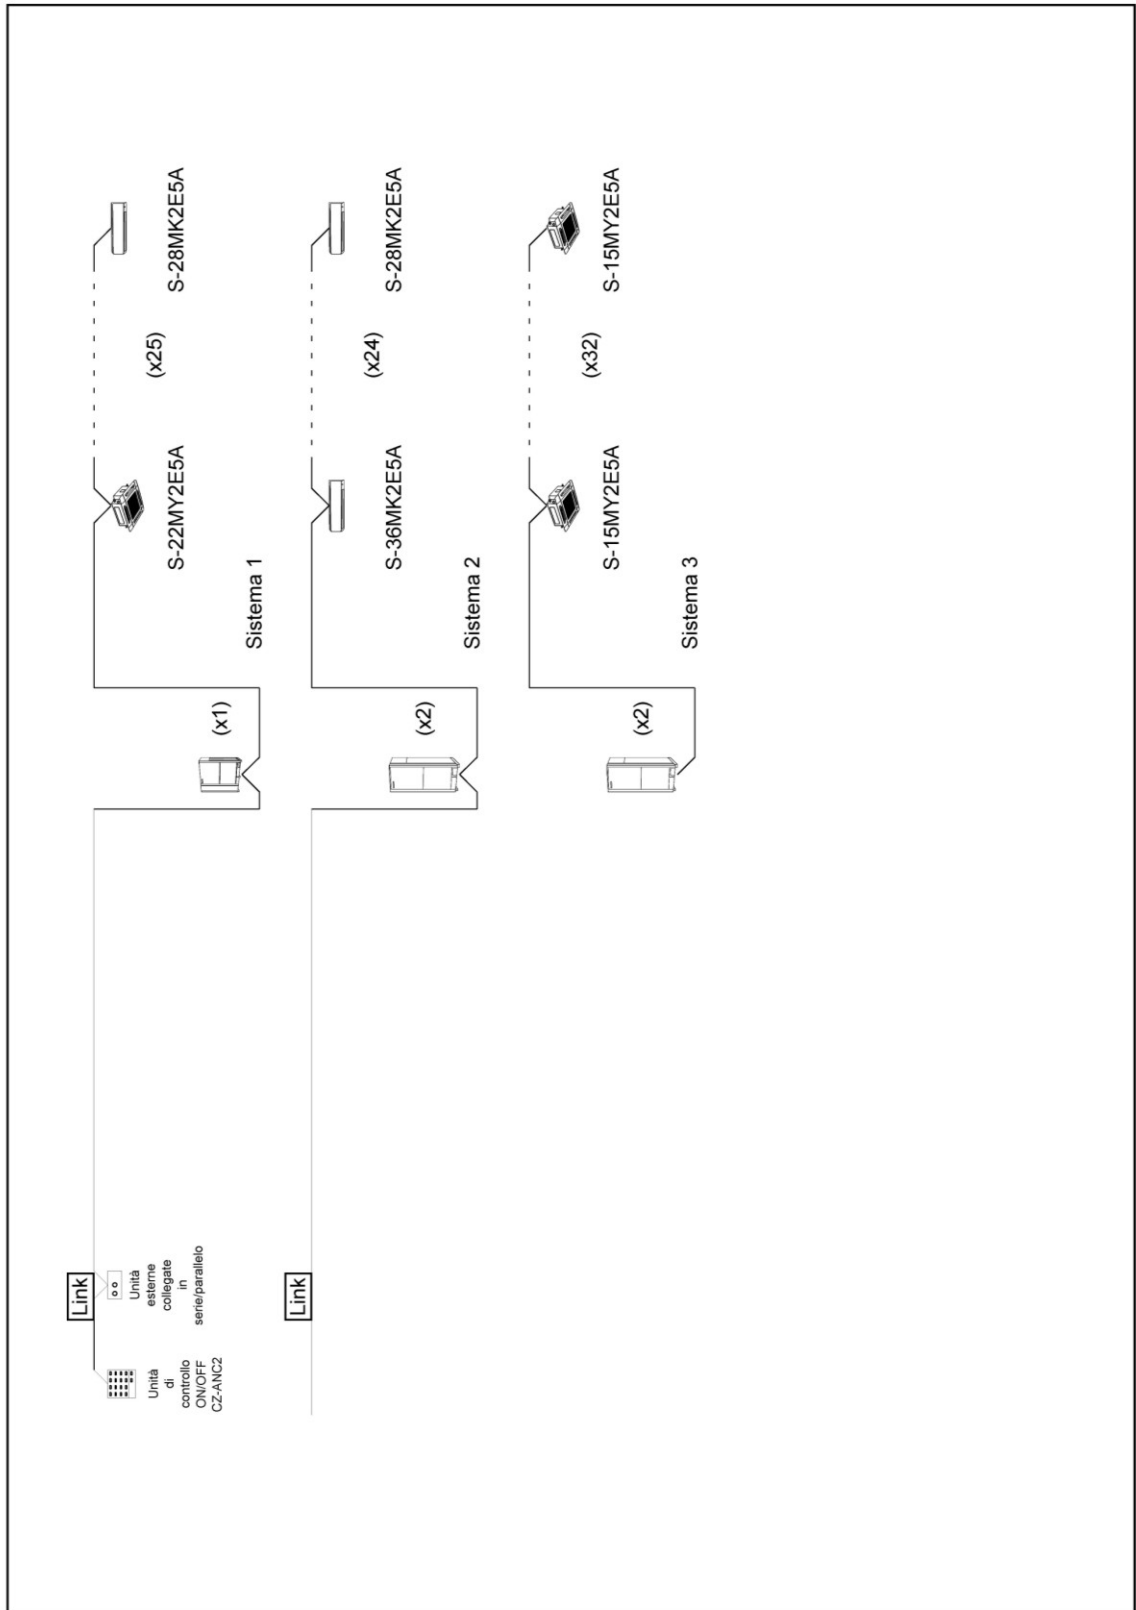 Link
Unità
di
controllo
ON/OFF
CZ-ANC2
Unità
esterne
collegate
in
serie/parallelo
(x1)
Sistema 1
S-22MY2E5A
(x25)
S-28MK2E5A
Link
(x2)
Sistema 2
S-36MK2E5A
(x24)
S-28MK2E5A
(x2)
Sistema 3
S-15MY2E5A
(x32)
S-15MY2E5A